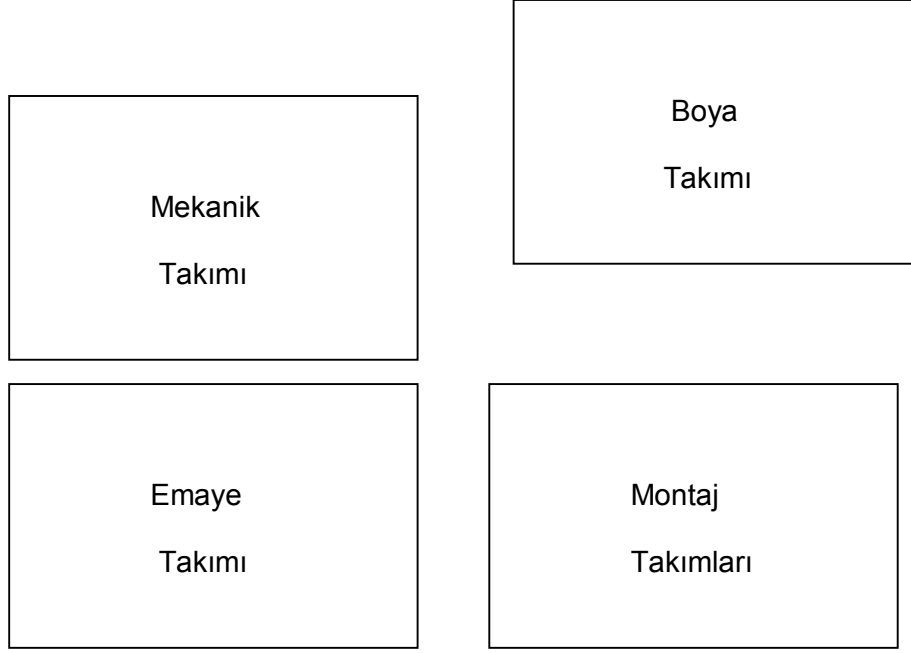 Boya
Takımı
Mekanik
Takımı
Emaye
Takımı
Montaj
Takımları